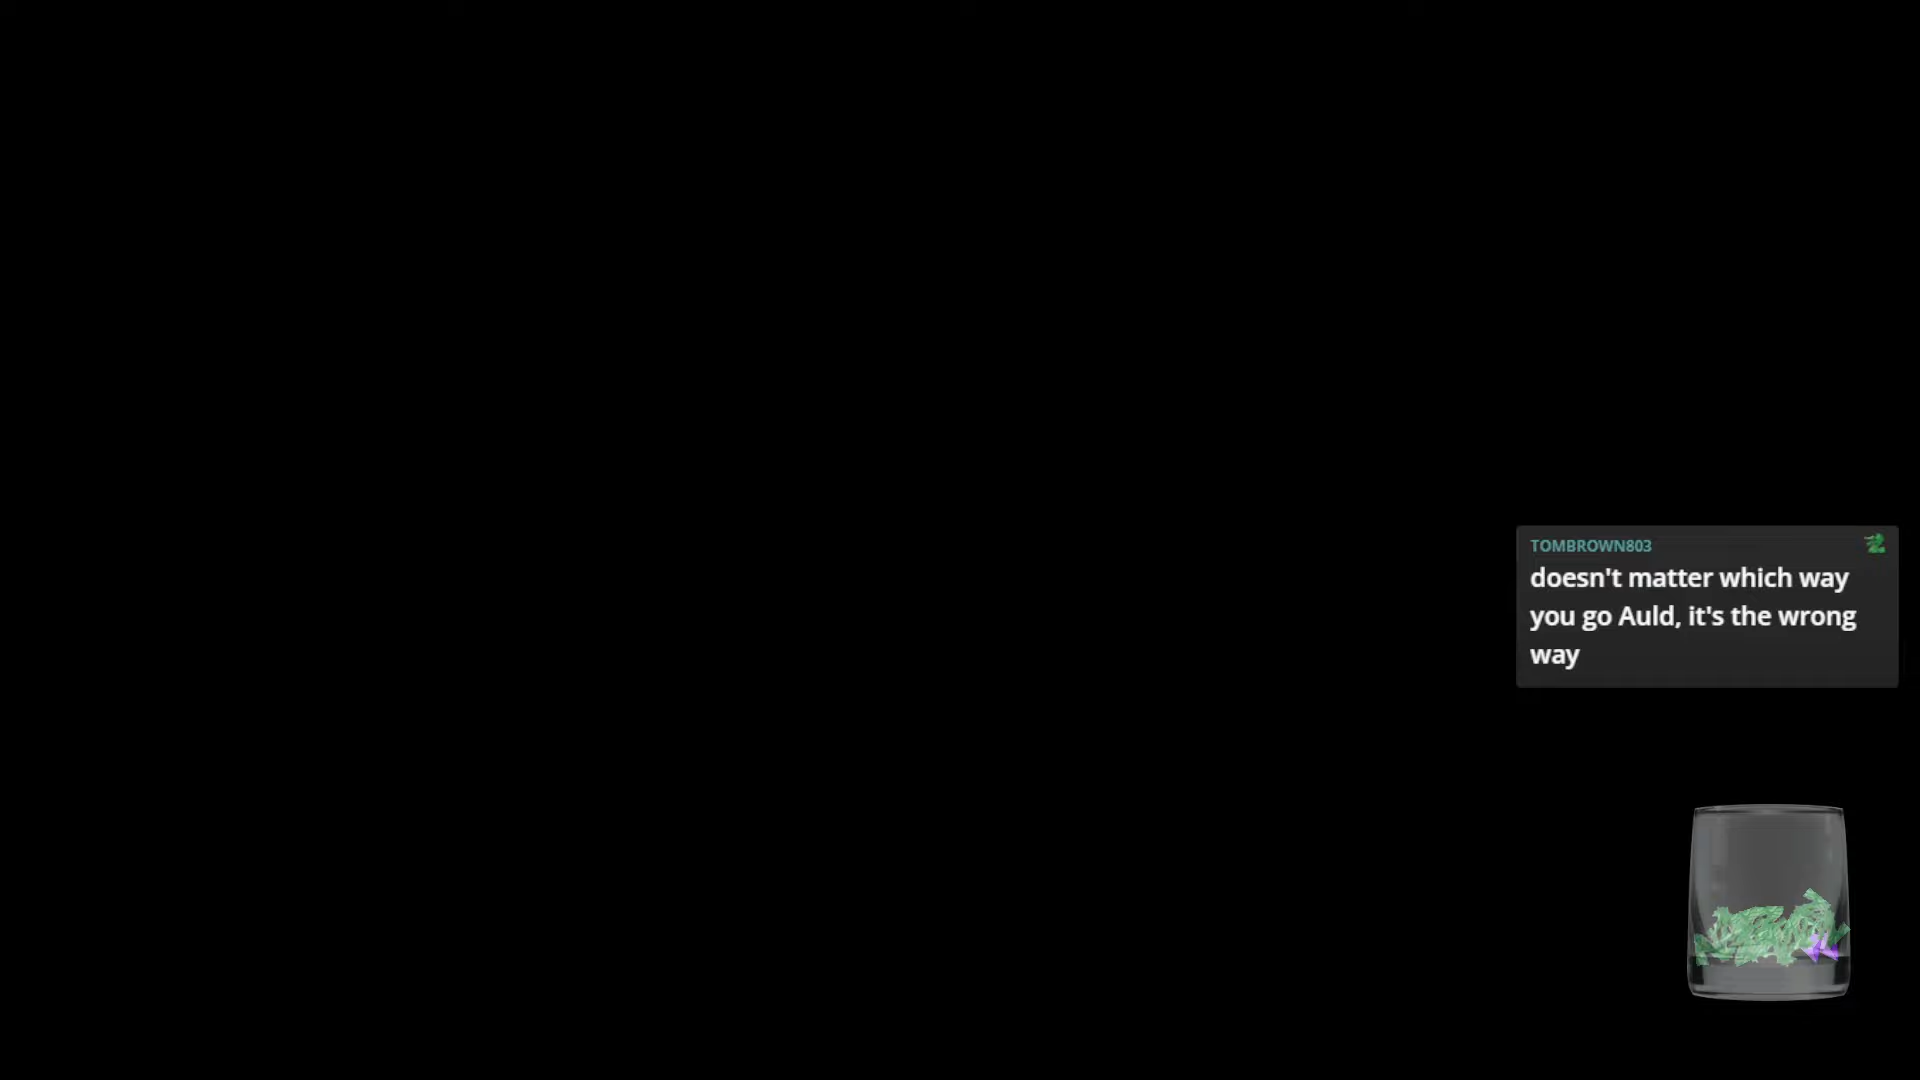 TOMBROWN803
doesn't matter which way
you go Auld, it's the wrong
way